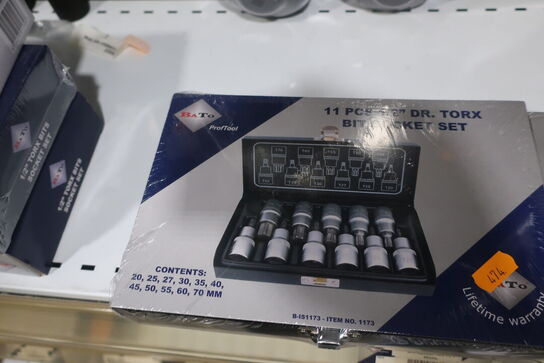 BATO
ProfTool
11 PCS DR. TORX
BIT SOCKET SET
CONTENTS:
20, 25, 27, 30, 35, 40,
45, 50, 55, 60, 70 MM
B-IS1173 - ITEM NO. 1173
474
Lifetime warranty
1/2" TORX BITS
SOCKET SET
1/2" TORX BITS
SOCKET SET